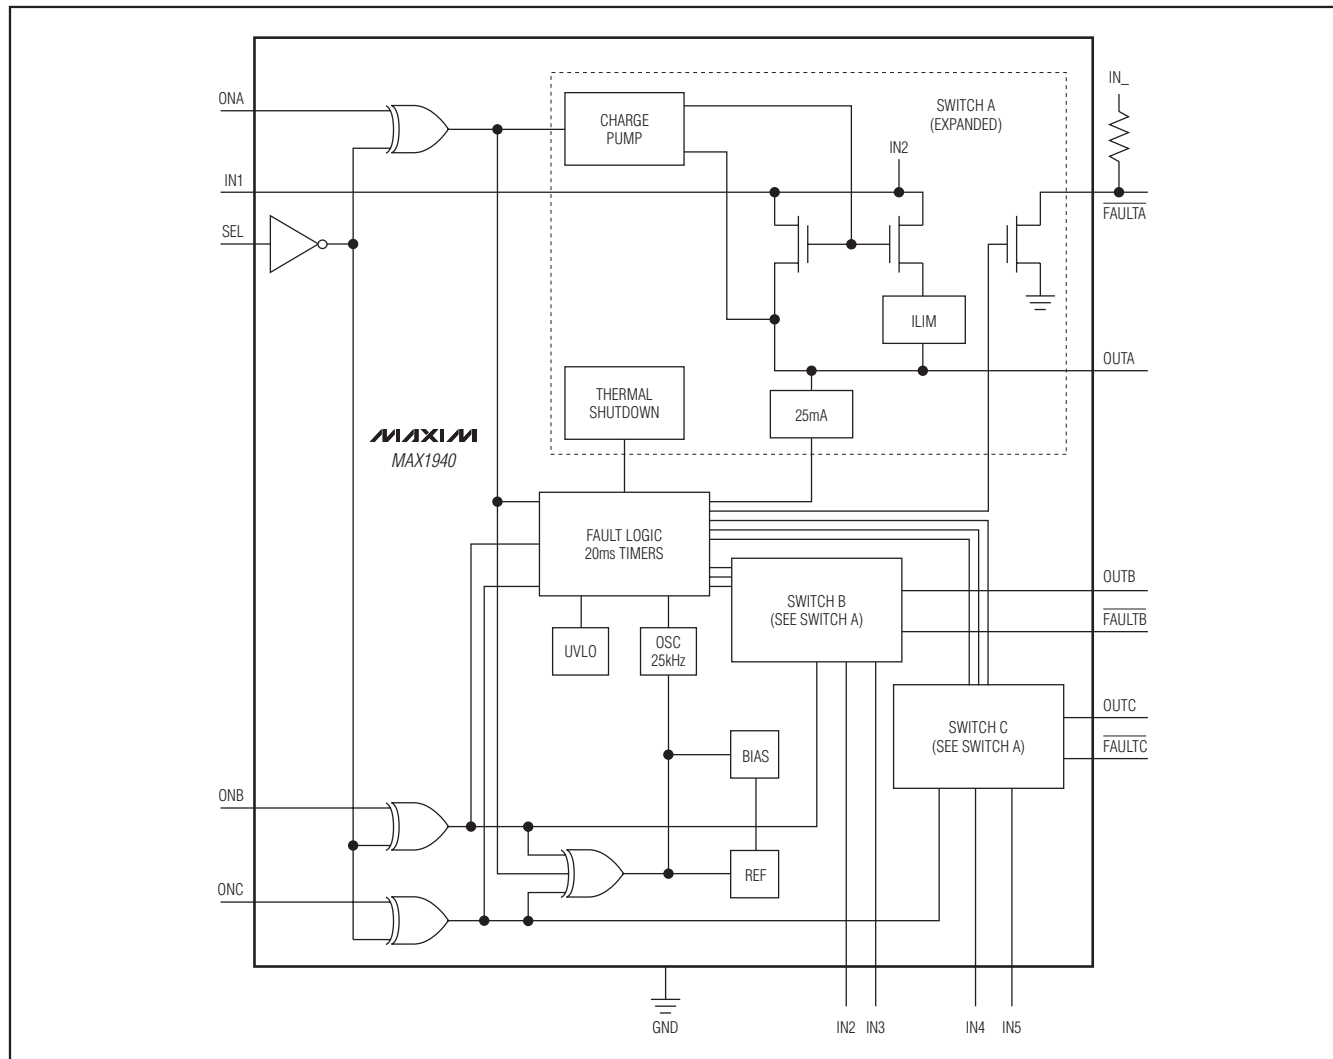 IN_
ONA
CHARGE
PUMP
SWITCH A
(EXPANDED)
IN2
IN1
FAULTA
SEL
ILIM
OUTA
THERMAL
SHUTDOWN
25mA
MAXIM
MAX1940
FAULT LOGIC
20ms TIMERS
OUTB
SWITCH B
(SEE SWITCH A)
FAULTB
UVLO
OSC
25kHz
OUTC
SWITCH C
(SEE SWITCH A)
FAULTC
BIAS
ONB
REF
ONC
GND
IN2
IN3
IN4
IN5